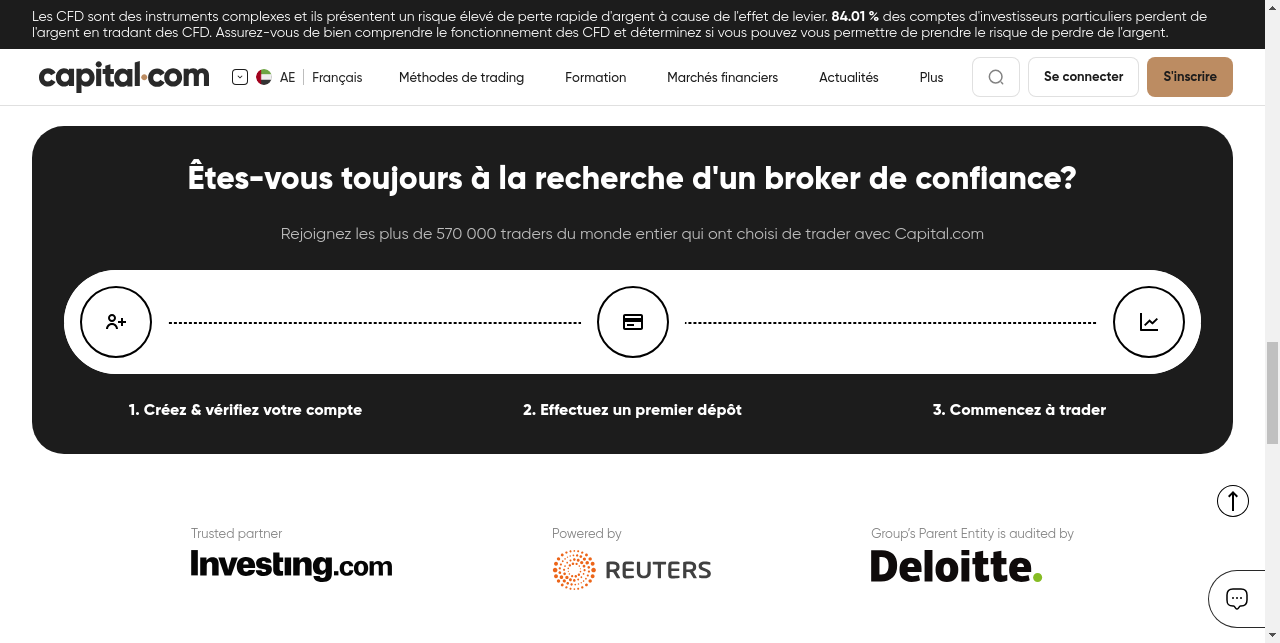 Les CFD sont des instruments complexes et ils présentent un risque élevé de perte rapide d'argent à cause de l'effet de levier. 84.01 % des comptes d'investisseurs particuliers perdent de
l'argent en tradant des CFD. Assurez-vous de bien comprendre le fonctionnement des CFD et déterminez si vous pouvez vous permettre de prendre le risque de perdre de l'argent.
capital.com AE Français Méthodes de trading Formation Marchés financiers Actualités Plus Se connecter S'inscrire
Êtes-vous toujours à la recherche d'un broker de confiance?
Rejoignez les plus de 570 000 traders du monde entier qui ont choisi de trader avec Capital.com
1. Créez & vérifiez votre compte 2. Effectuez un premier dépôt 3. Commencez à trader
Trusted partner Powered by Group's Parent Entity is audited by
Investing.com REUTERS Deloitte.